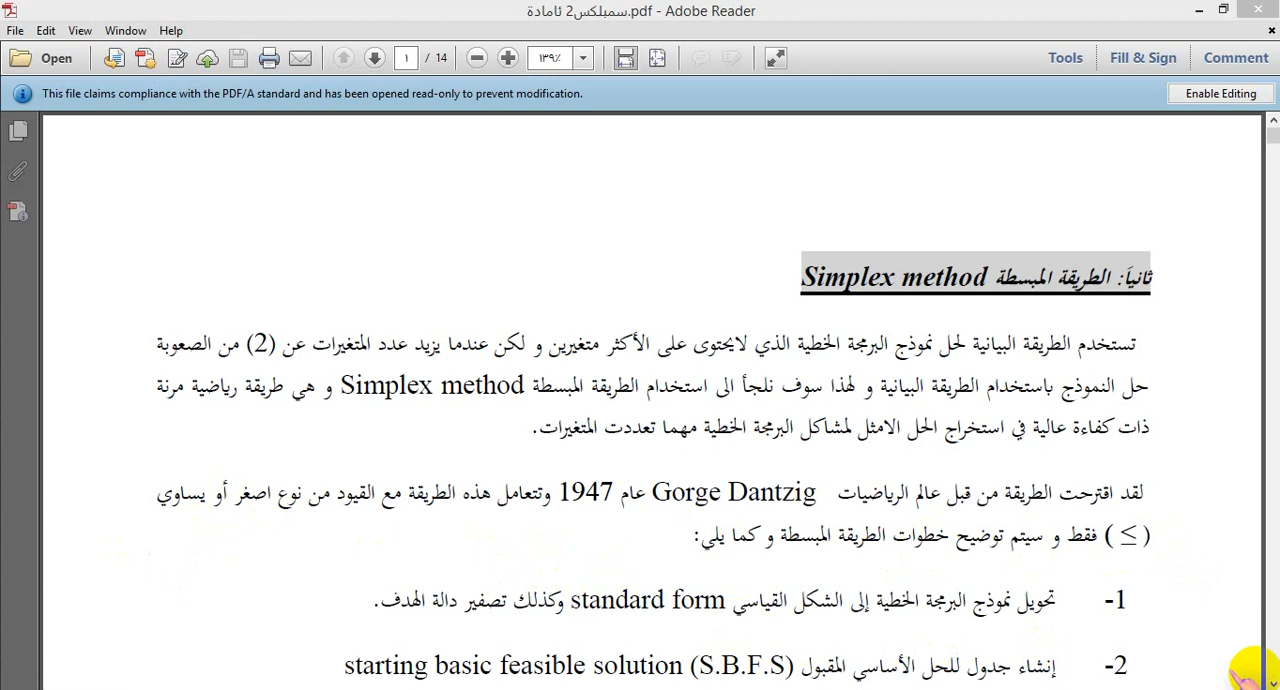 سمبلكس2 ئامادة.pdf - Adobe Reader
File Edit View Window Help
Open ١ / 14 ١٣٩٪ Tools Fill & Sign Comment
This file claims compliance with the PDF/A standard and has been opened read-only to prevent modification. Enable Editing
ثانياَ: الطريقة المبسطة Simplex method
تستخدم الطريقة البيانية لحل نموذج البرمجة الخطية الذي لايحتوى على الأكثر متغيرين و لكن عندما يزيد عدد المتغيرات عن (2) من الصعوبة
حل النموذج باستخدام الطريقة البيانية و لهذا سوف نلجأ الى استخدام الطريقة المبسطة Simplex method و هي طريقة رياضية مرنة
ذات كفاءة عالية في استخراج الحل الامثل لمشاكل البرمجة الخطية مهما تعددت المتغيرات.
لقد اقترحت الطريقة من قبل عالم الرياضيات Gorge Dantzig عام 1947 وتتعامل هذه الطريقة مع القيود من نوع اصغر أو يساوي
( ≥ ) فقط و سيتم توضيح خطوات الطريقة المبسطة و كما يلي:
1- تحويل نموذج البرمجة الخطية إلى الشكل القياسي standard form وكذلك تصفير دالة الهدف.
2- إنشاء جدول للحل الأساسي المقبول starting basic feasible solution (S.B.F.S)